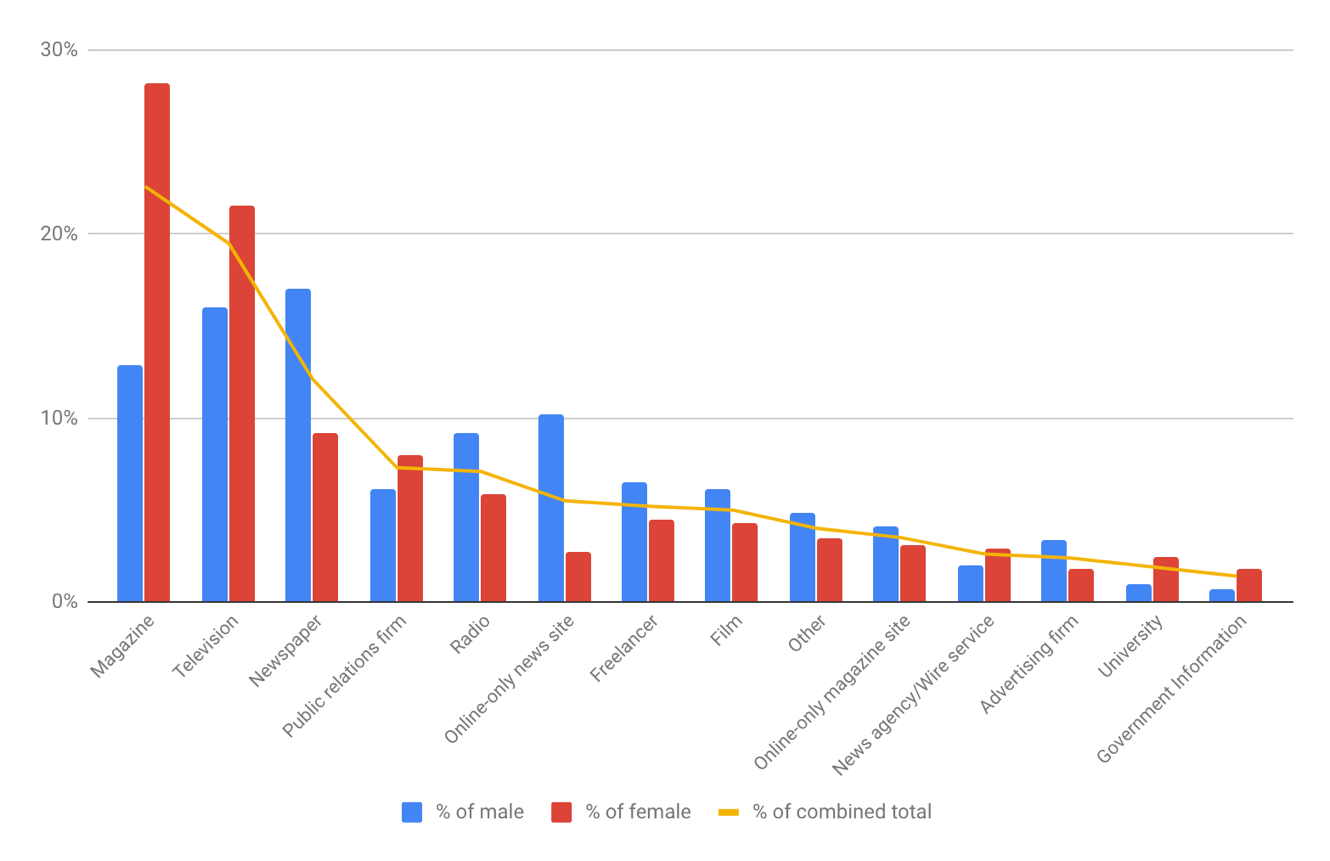 30%
20%
10%
0%
Magazine
Television
Newspaper
Public relations firm
Radio
Online-only news site
Freelancer
Film
Other
Online-only magazine site
News agency/Wire service
Advertising firm
University
Government Information
% of male % of female % of combined total